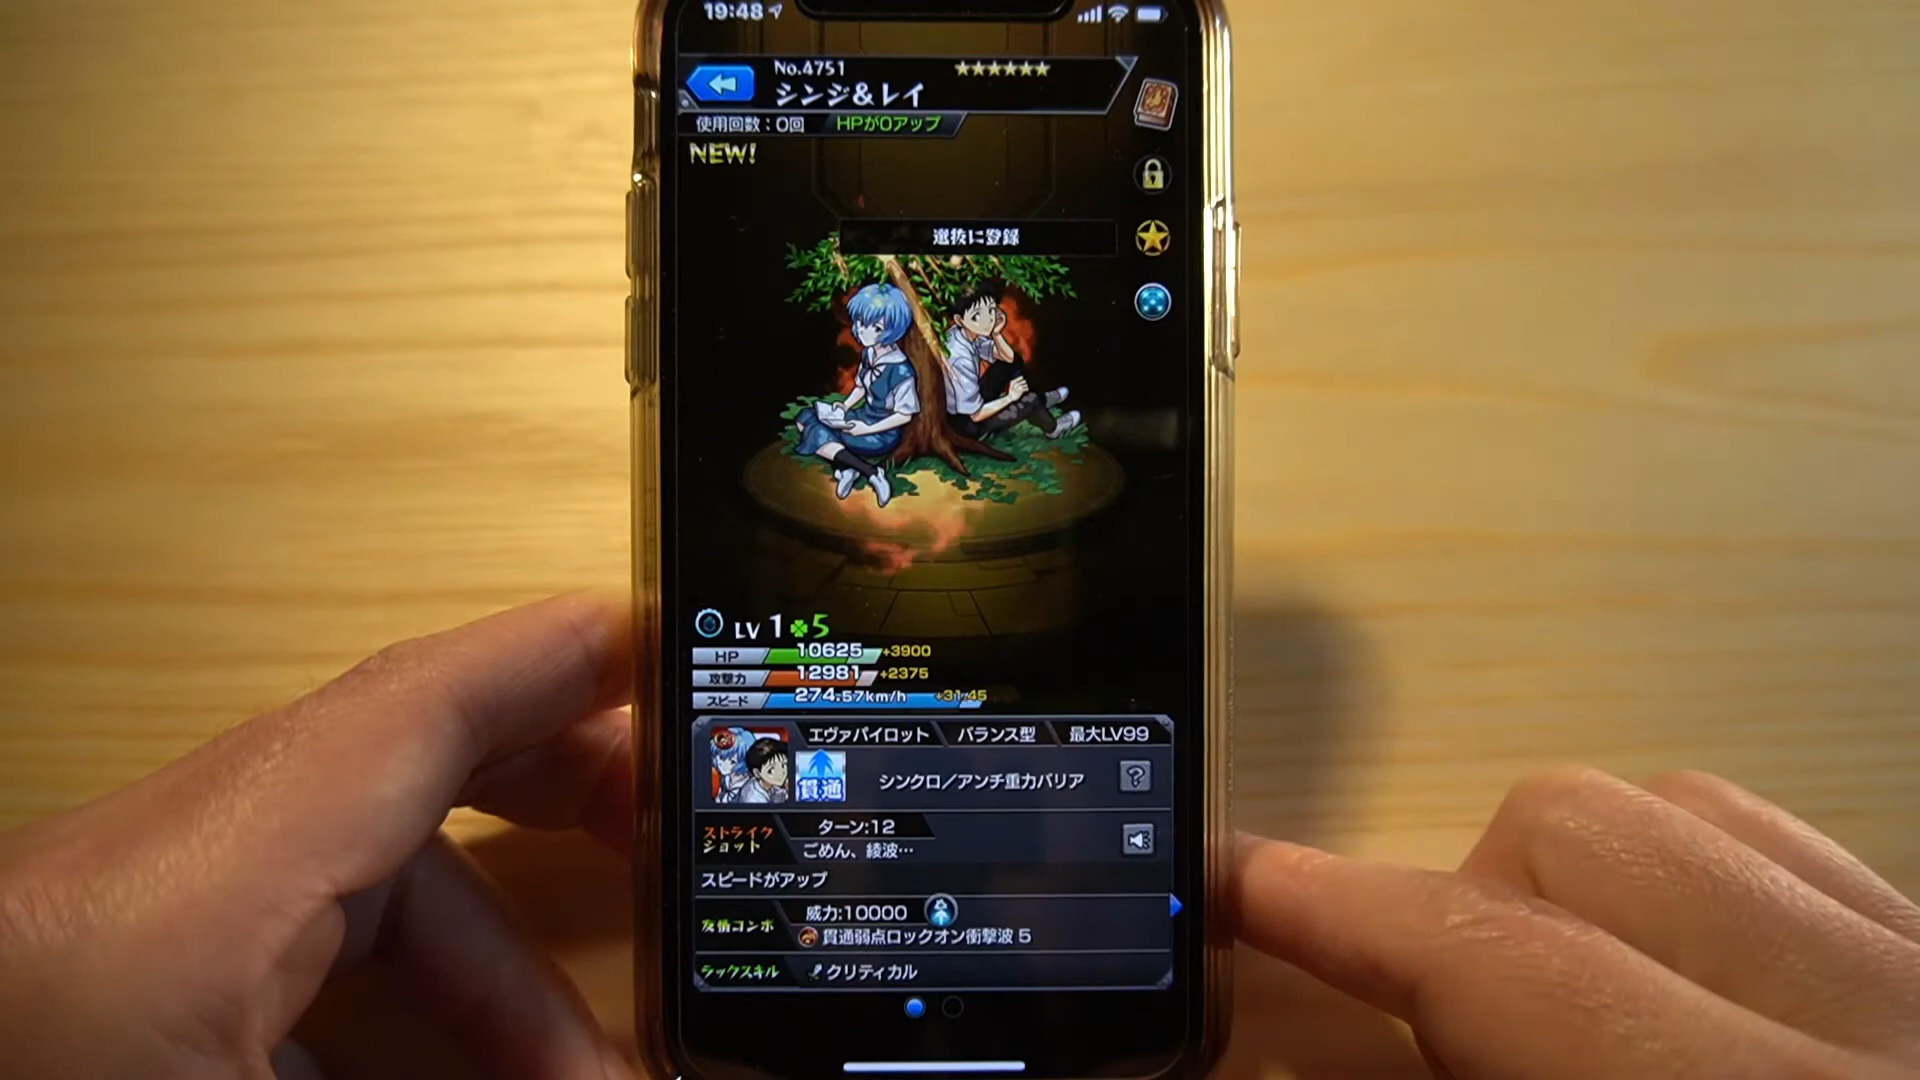 19:48
No.4751
★★★★★★
シンジ&レイ
使用回数：0回 HPが0アップ
NEW!
選抜に登録
LV 1 5
HP 10625 +3900
攻撃力 12981 +2375
スピード 274.57km/h +31.45
エヴァパイロット バランス型 最大LV99
貫通 シンクロ／アンチ重力バリア ?
ストライクショット ターン:12
ごめん、綾波…
スピードがアップ
友情コンボ 威力:10000
貫通弱点ロックオン衝撃波 5
ラックスキル クリティカル